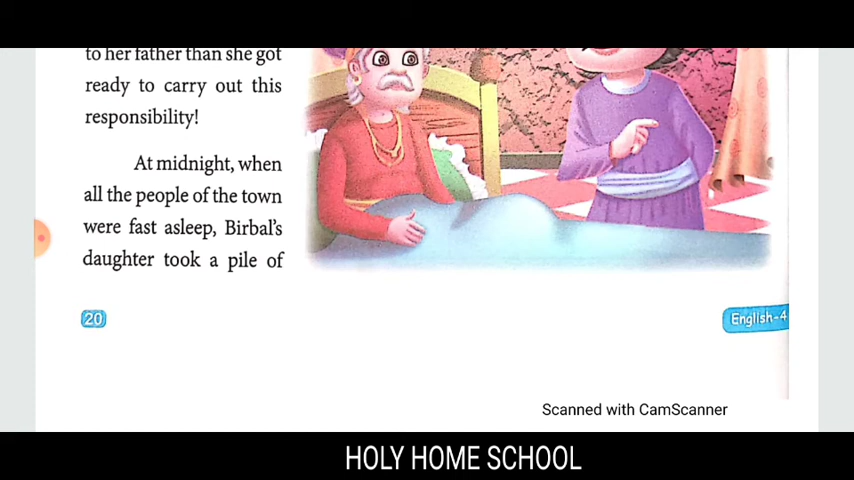 to her father than she got
ready to carry out this
responsibility!
At midnight, when
all the people of the town
were fast asleep, Birbal's
daughter took a pile of
20
English-4
Scanned with CamScanner
HOLY HOME SCHOOL